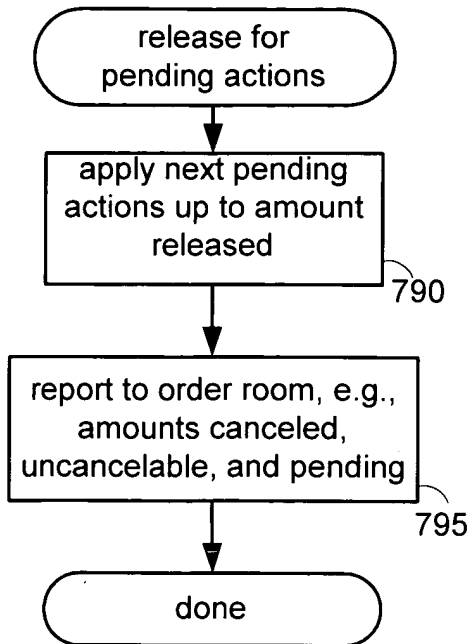 release for
pending actions
apply next pending
actions up to amount
released
790
report to order room, e.g.,
amounts canceled,
uncancelable, and pending
795
done